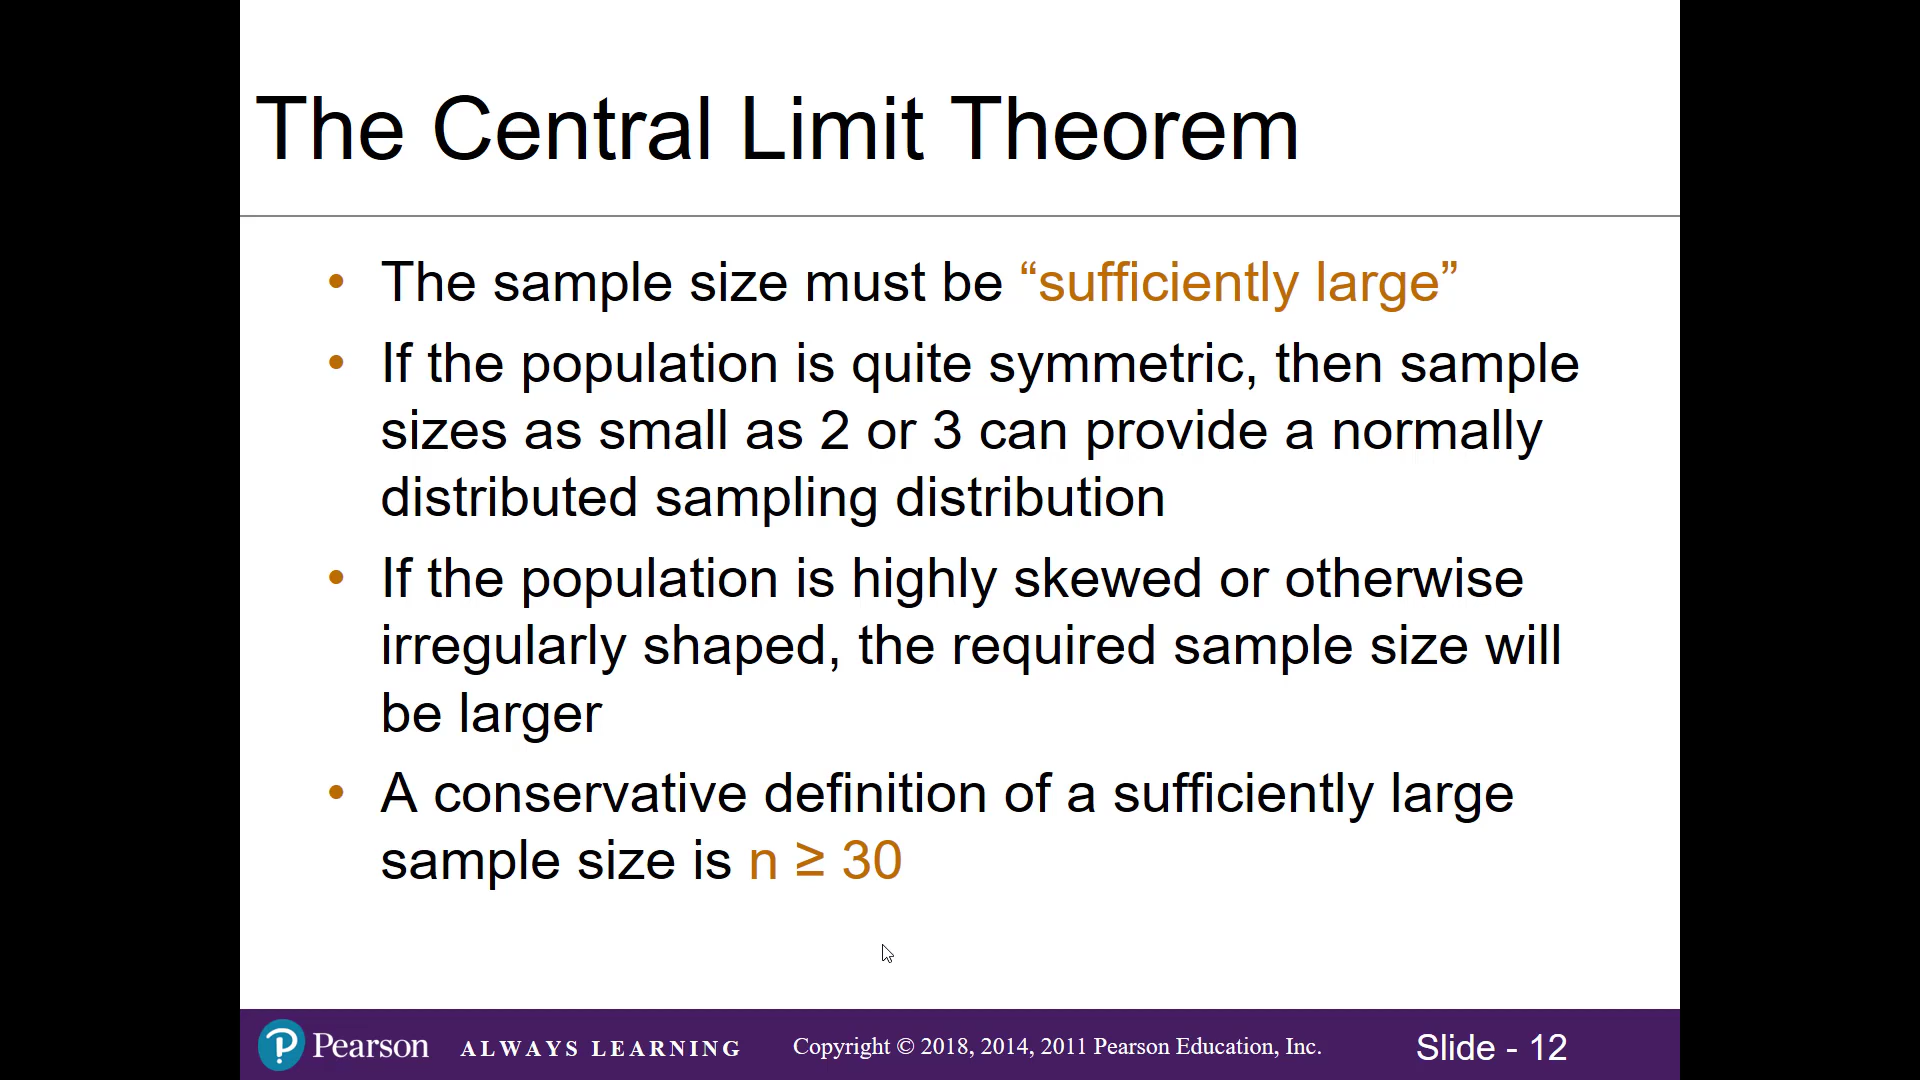 The Central Limit Theorem
• The sample size must be “sufficiently large”
• If the population is quite symmetric, then sample
sizes as small as 2 or 3 can provide a normally
distributed sampling distribution
• If the population is highly skewed or otherwise
irregularly shaped, the required sample size will
be larger
• A conservative definition of a sufficiently large
sample size is n ≥ 30
Pearson ALWAYS LEARNING Copyright © 2018, 2014, 2011 Pearson Education, Inc. Slide - 12